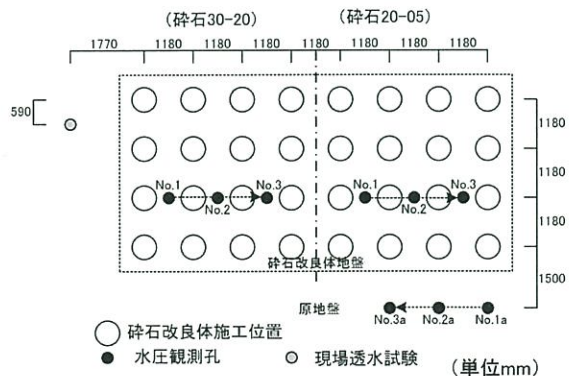 (砕石30-20) (砕石20-05)
1770 1180 1180 1180 1180 1180 1180 1180
590
1180
1180
No.1 No.3 No.1 No.3
No.2 No.2
1180
砕石改良体地盤
1500
原地盤
No.3a No.2a No.1a
砕石改良体施工位置
水圧観測孔 現場透水試験
(単位mm)